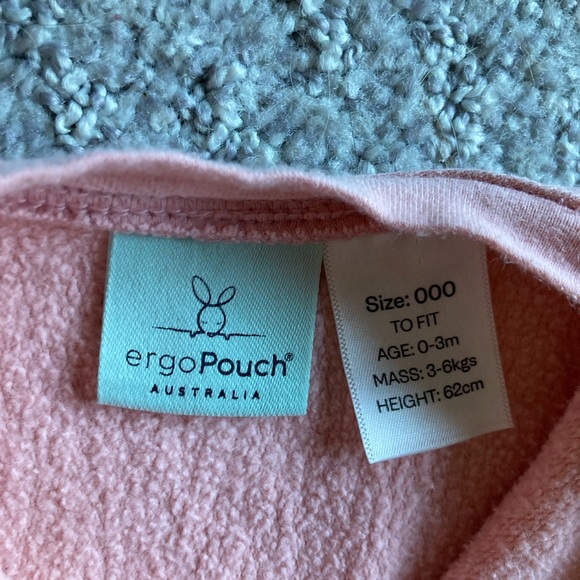 ergoPouch®
AUSTRALIA
Size: 000
TO FIT
AGE: 0-3m
MASS: 3-6kgs
HEIGHT: 62cm